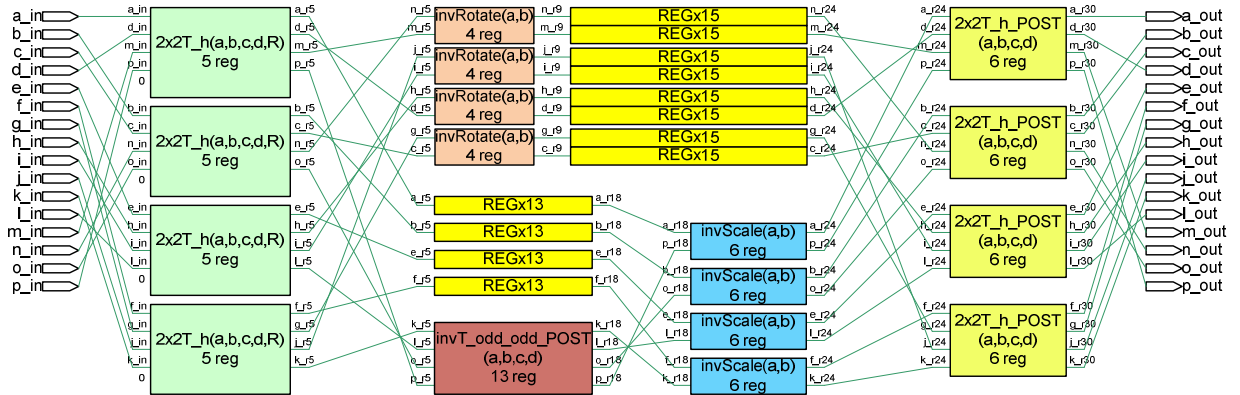 a_in
b_in
c_in
d_in
e_in
f_in
g_in
h_in
i_in
j_in
k_in
l_in
m_in
n_in
o_in
p_in
a_in
d_in
m_in
p_in
0
2x2T_h(a,b,c,d,R)
5 reg
a_r5
d_r5
m_r5
p_r5
b_in
c_in
n_in
o_in
0
2x2T_h(a,b,c,d,R)
5 reg
b_r5
c_r5
n_r5
o_r5
e_in
h_in
i_in
l_in
0
2x2T_h(a,b,c,d,R)
5 reg
e_r5
h_r5
i_r5
l_r5
f_in
g_in
j_in
k_in
0
2x2T_h(a,b,c,d,R)
5 reg
f_r5
g_r5
j_r5
k_r5
n_r5
m_r5
invRotate(a,b)
4 reg
n_r9
m_r9
REGx15
REGx15
n_r24
m_r24
j_r5
i_r5
invRotate(a,b)
4 reg
j_r9
i_r9
REGx15
REGx15
j_r24
i_r24
h_r5
d_r5
invRotate(a,b)
4 reg
h_r9
d_r9
REGx15
REGx15
h_r24
d_r24
g_r5
c_r5
invRotate(a,b)
4 reg
g_r9
c_r9
REGx15
REGx15
g_r24
c_r24
a_r5
REGx13
a_r18
b_r5
REGx13
b_r18
e_r5
REGx13
e_r18
f_r5
REGx13
f_r18
k_r5
l_r5
o_r5
p_r5
invT_odd_odd_POST
(a,b,c,d)
13 reg
k_r18
l_r18
o_r18
p_r18
a_r18
p_r18
invScale(a,b)
6 reg
a_r24
p_r24
b_r18
o_r18
invScale(a,b)
6 reg
b_r24
o_r24
e_r18
l_r18
invScale(a,b)
6 reg
e_r24
l_r24
f_r18
k_r18
invScale(a,b)
6 reg
f_r24
k_r24
a_r24
d_r24
m_r24
p_r24
2x2T_h_POST
(a,b,c,d)
6 reg
a_r30
d_r30
m_r30
p_r30
b_r24
c_r24
n_r24
o_r24
2x2T_h_POST
(a,b,c,d)
6 reg
b_r30
c_r30
n_r30
o_r30
e_r24
h_r24
i_r24
l_r24
2x2T_h_POST
(a,b,c,d)
6 reg
e_r30
h_r30
i_r30
l_r30
f_r24
g_r24
j_r24
k_r24
2x2T_h_POST
(a,b,c,d)
6 reg
f_r30
g_r30
j_r30
k_r30
a_out
b_out
c_out
d_out
e_out
f_out
g_out
h_out
i_out
j_out
k_out
l_out
m_out
n_out
o_out
p_out